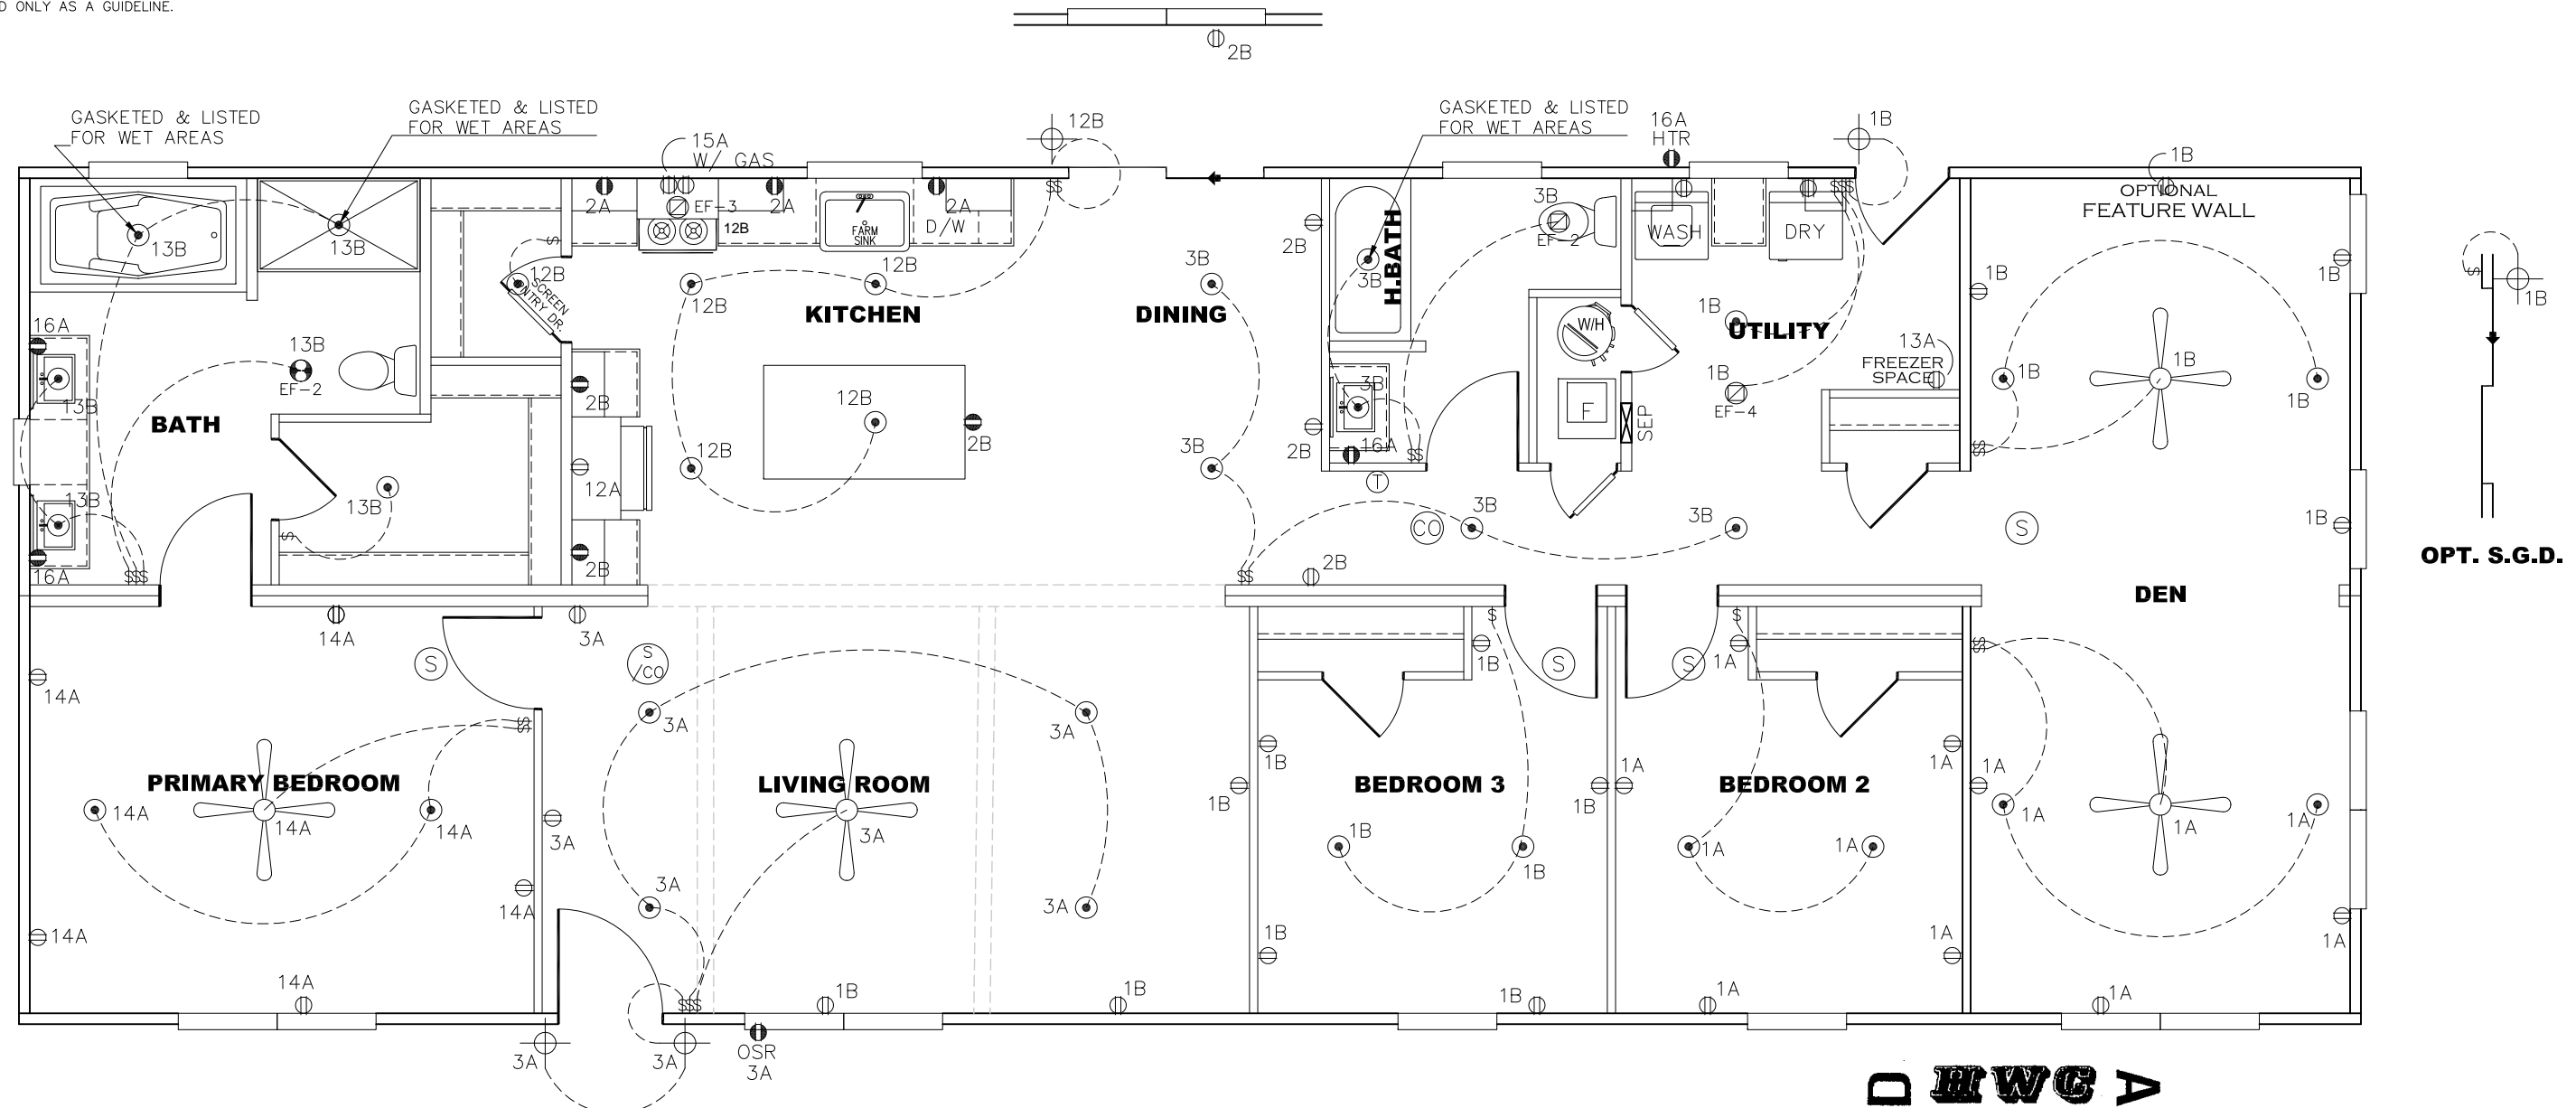 D ONLY AS A GUIDELINE.
2B
GASKETED & LISTED
FOR WET AREAS
GASKETED & LISTED
FOR WET AREAS
15A
W/ GAS
12B
GASKETED & LISTED
FOR WET AREAS
16A
HTR
1B
1B
OPTIONAL
FEATURE WALL
13B
13B
2A
EF-3
2A
2A
12B
FARM
SINK
D/W
2B
H.BATH
3B
3B
EF-2
WASH
DRY
1B
1B
1B
12B
SCREEN
ENTRY DR.
12B
12B
KITCHEN
3B
DINING
W/H
1B
UTILITY
16A
13B
13B
EF-2
13A
FREEZER
SPACE
1B
1B
1B
BATH
2B
12B
2B
3B
F
SEP
1B
EF-4
13B
13B
12A
12B
3B
2B
16A
T
16A
2B
CO
3B
3B
S
1B
OPT. S.G.D.
2B
14A
3A
DEN
14A
S
S
/CO
1B
S
S
1A
3A
3A
1B
1A
PRIMARY BEDROOM
LIVING ROOM
BEDROOM 3
BEDROOM 2
14A
14A
14A
3A
3A
1B
1B
1A
1A
1B
1B
1A
1A
1A
1A
1A
14A
14A
3A
3A
1B
1A
1A
14A
1B
1B
1B
1A
1A
3A
3A
OSR
3A
D HWC A